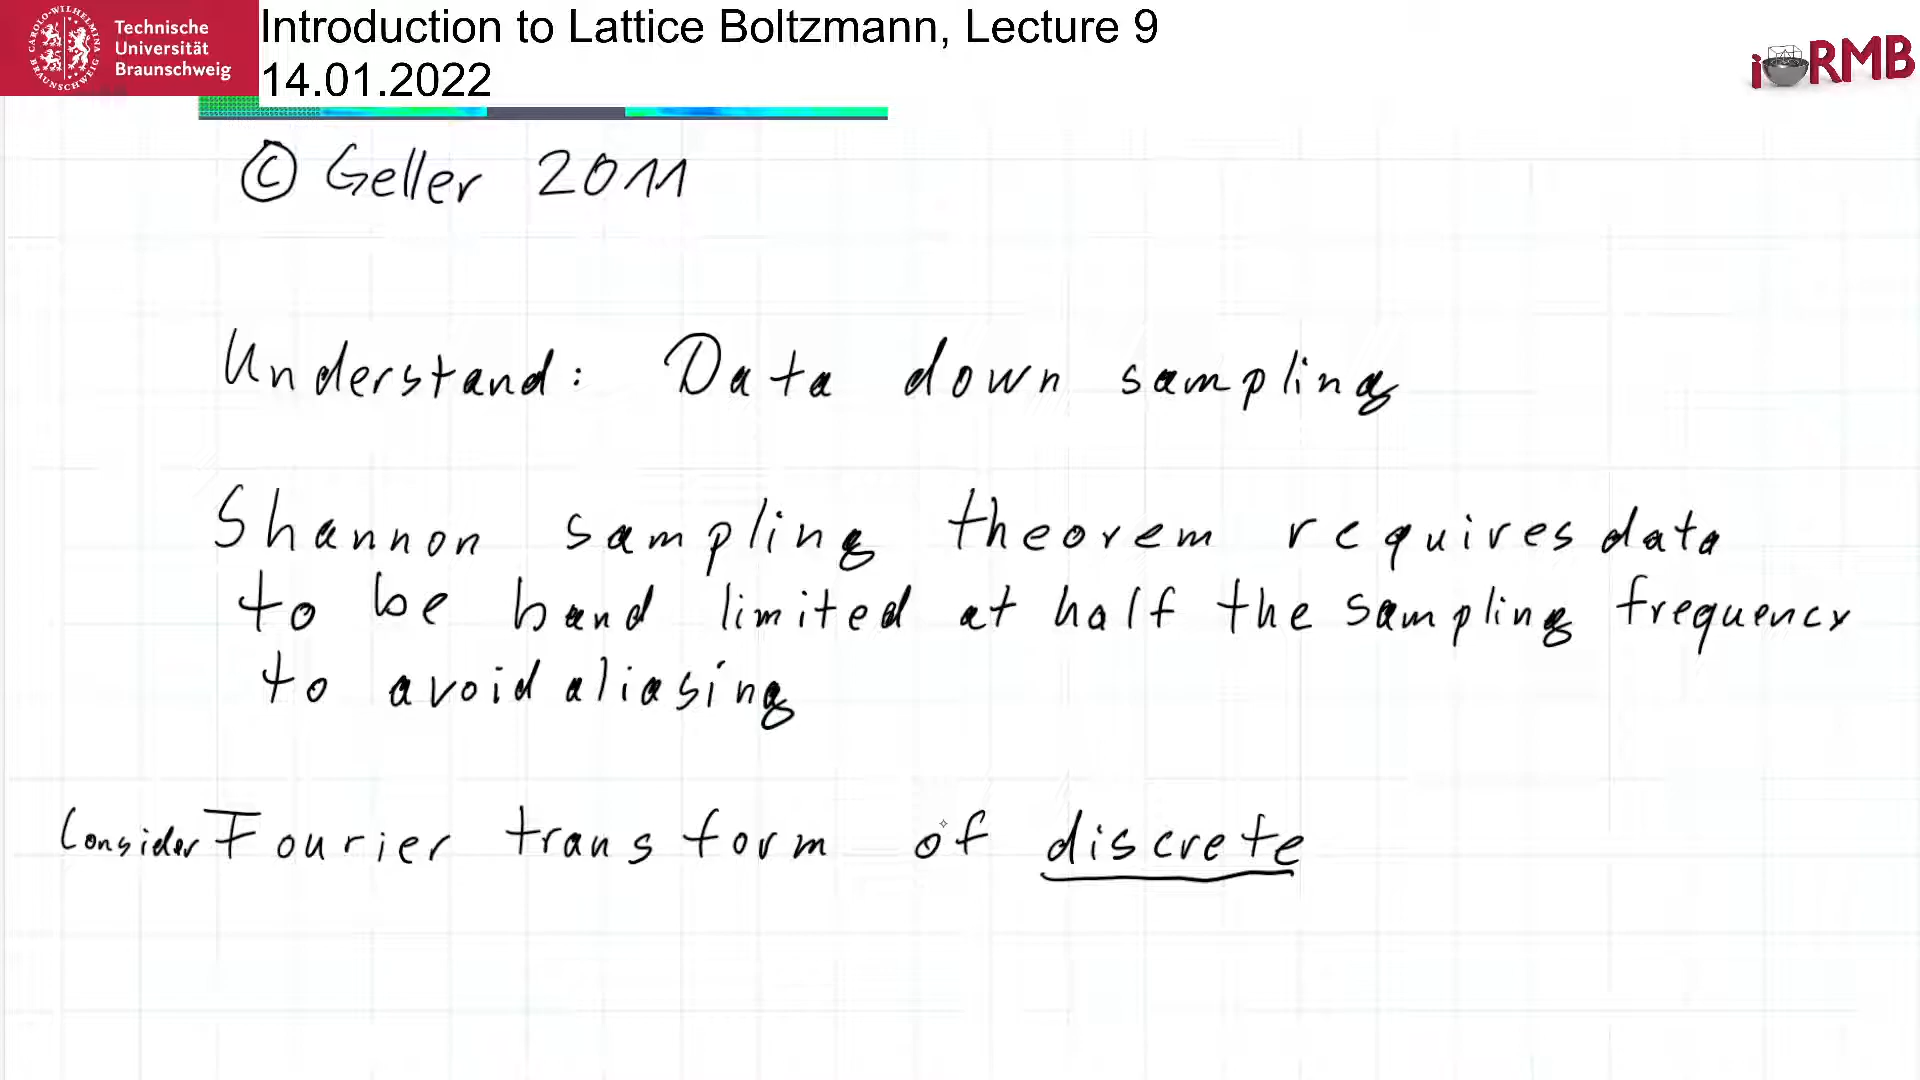 Technische
Universität
Braunschweig
Introduction to Lattice Boltzmann, Lecture 9
14.01.2022
iRMB
© Geller 2011
Understand: Data down sampling
Shannon sampling theorem requires data
to be band limited at half the sampling frequency
to avoid aliasing
Consider Fourier transform of discrete